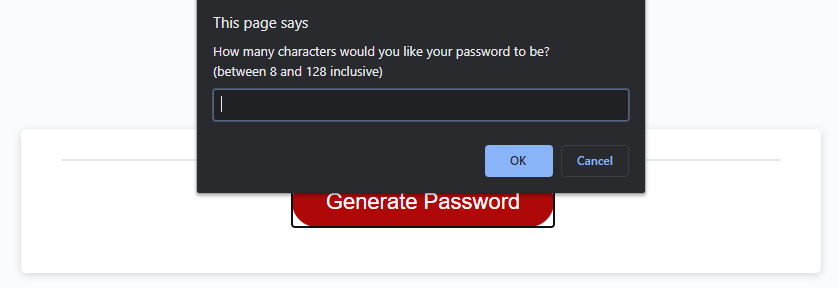 This page says
How many characters would you like your password to be?
(between 8 and 128 inclusive)
OK
Cancel
Generate Password